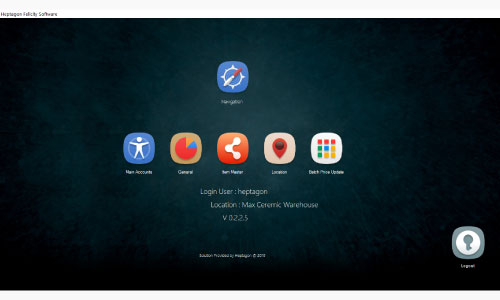 Heptagon Felicity Software
Navigation
Main Accounts General Item Master Location Batch Price Update
Login User : heptagon
Location : Max Ceremic Warehouse
V 0.2.2.5
Solution Provided by Heptagon © 2015
Logout